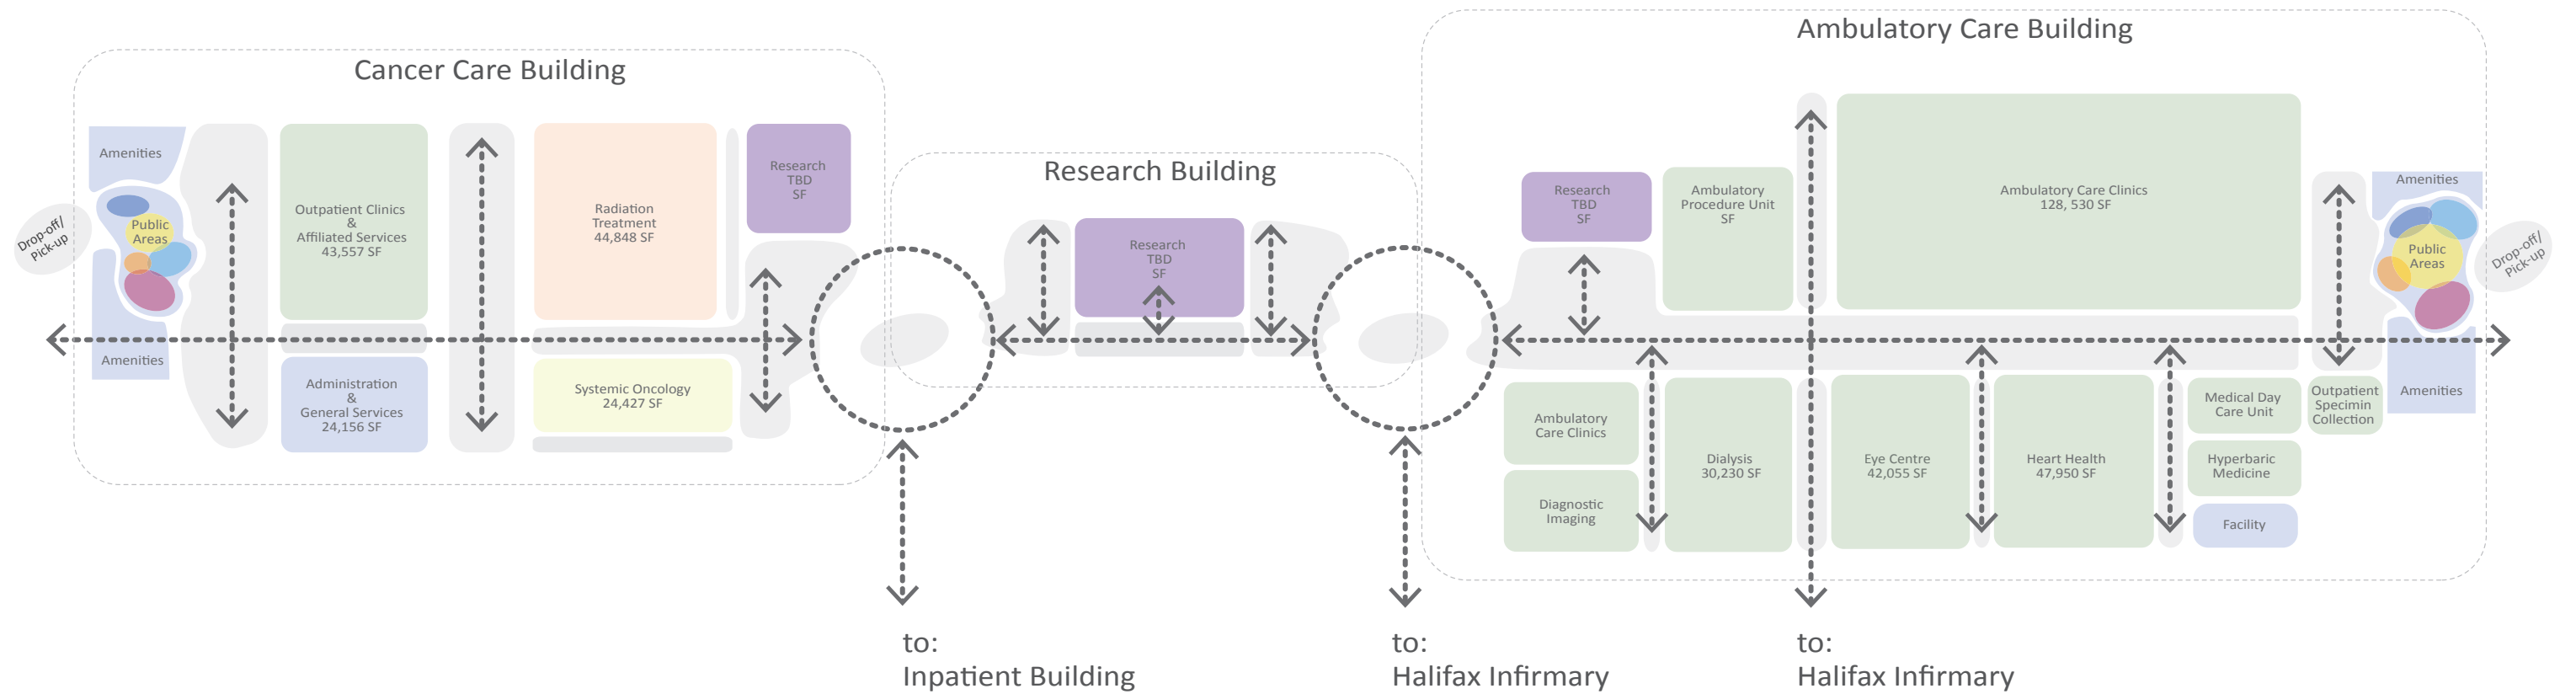 Cancer Care Building
Amenities
Drop-off/
Pick-up
Public
Areas
Amenities
Outpatient Clinics
&
Affiliated Services
43,557 SF
Administration
&
General Services
24,156 SF
Radiation
Treatment
44,848 SF
Systemic Oncology
24,427 SF
Research
TBD
SF
Research Building
Research
TBD
SF
Ambulatory Care Building
Research
TBD
SF
Ambulatory
Procedure Unit
SF
Ambulatory Care Clinics
128, 530 SF
Amenities
Public
Areas
Drop-off/
Pick-up
Amenities
Ambulatory
Care Clinics
Diagnostic
Imaging
Dialysis
30,230 SF
Eye Centre
42,055 SF
Heart Health
47,950 SF
Medical Day
Care Unit
Hyperbaric
Medicine
Facility
Outpatient
Specimin
Collection
to:
Inpatient Building
to:
Halifax Infirmary
to:
Halifax Infirmary